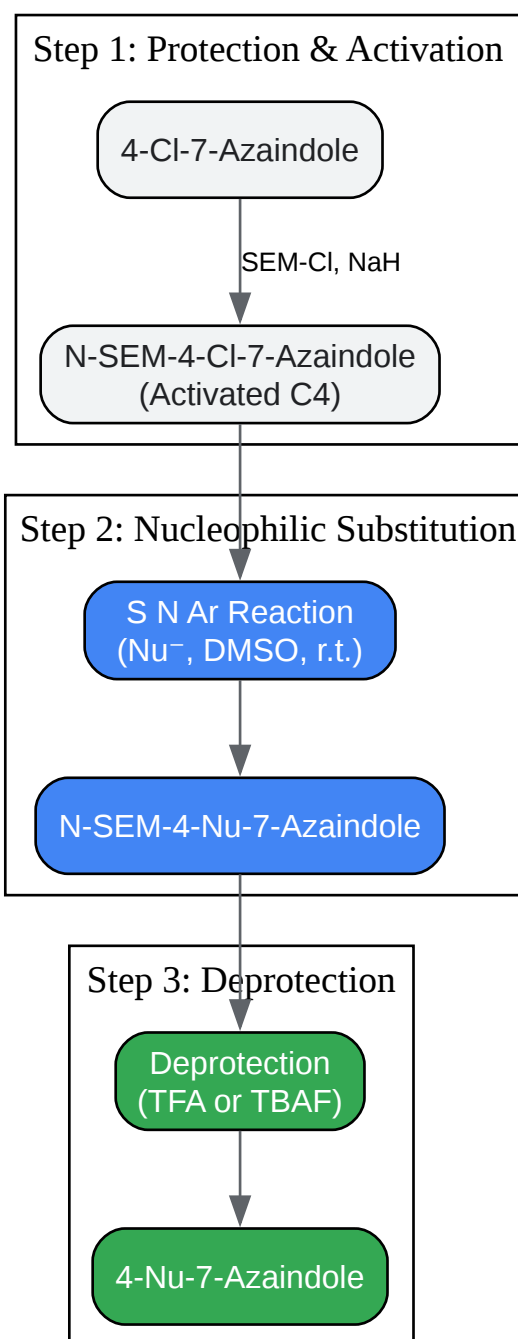 Step 1: Protection & Activation
4-Cl-7-Azaindole
SEM-Cl, NaH
N-SEM-4-Cl-7-Azaindole
(Activated C4)
Step 2: Nucleophilic Substitution
S N Ar Reaction
(Nu⁻, DMSO, r.t.)
N-SEM-4-Nu-7-Azaindole
Step 3: Deprotection
Deprotection
(TFA or TBAF)
4-Nu-7-Azaindole